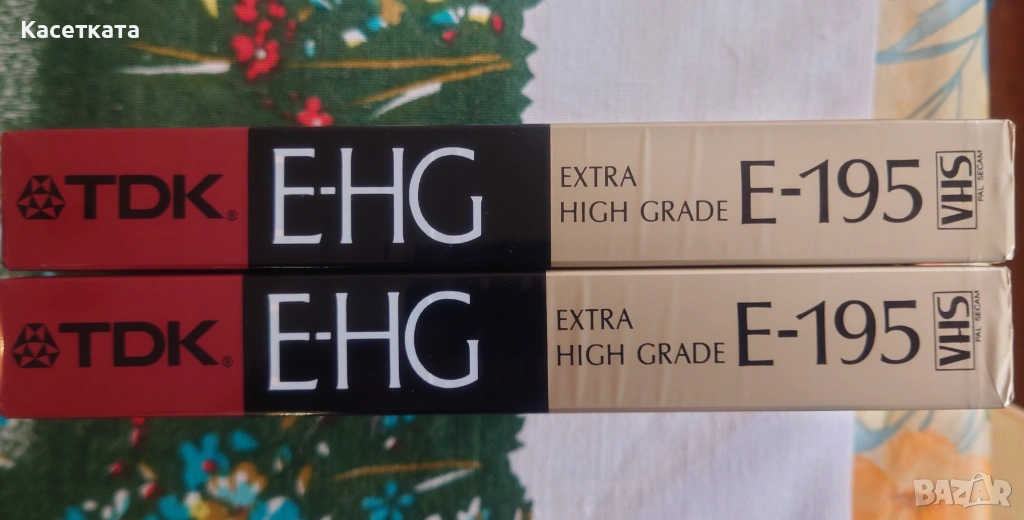 Касетката
TDK® E-HG EXTRA HIGH GRADE E-195 VHS PAL SECAM
TDK® E-HG EXTRA HIGH GRADE E-195 VHS PAL SECAM
BAZAR